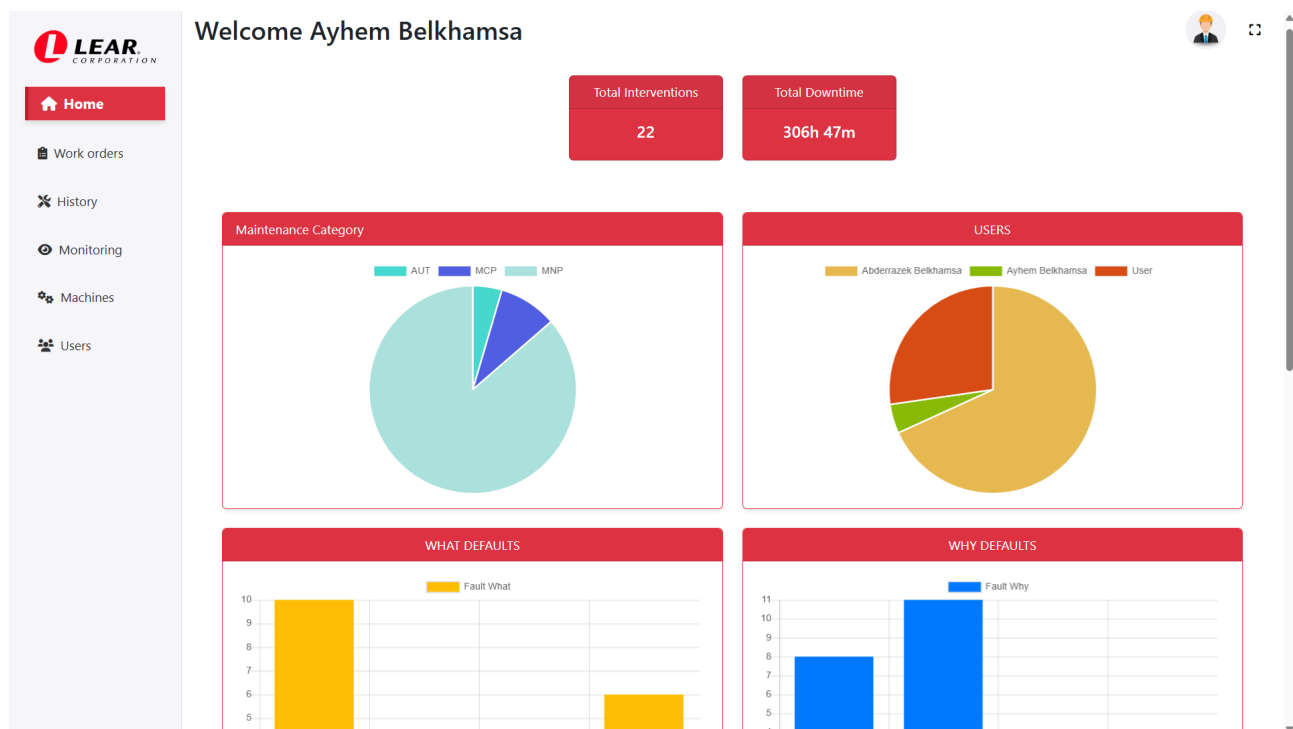 LEAR.
CORPORATION
Welcome Ayhem Belkhamsa
Home
Work orders
History
Monitoring
Machines
Users
Total Interventions
22
Total Downtime
306h 47m
Maintenance Category
AUT MCP MNP
USERS
Abderrazek Belkhamsa Ayhem Belkhamsa User
WHAT DEFAULTS
Fault What
10
9
8
7
6
5
WHY DEFAULTS
Fault Why
11
10
9
8
7
6
5